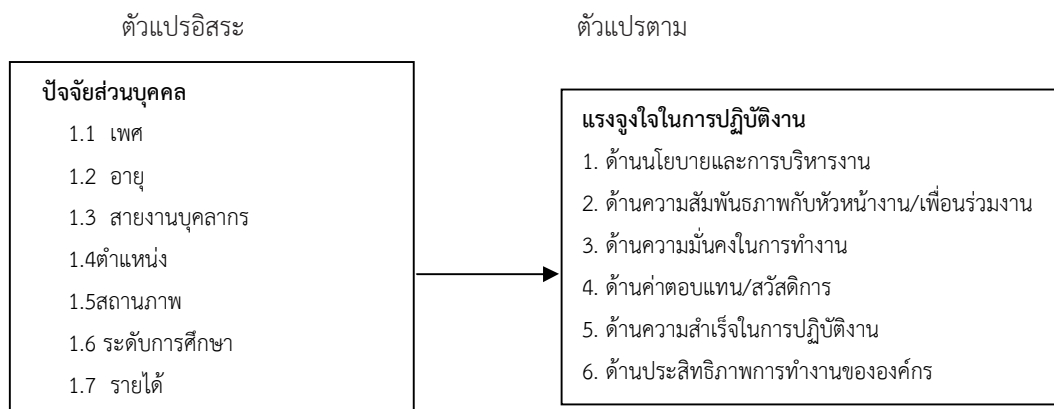 ตัวแปรอิสระ
ตัวแปรตาม
ปัจจัยส่วนบุคคล
1.1 เพศ
1.2 อายุ
1.3 สายงานบุคลากร
1.4ตำแหน่ง
1.5สถานภาพ
1.6 ระดับการศึกษา
1.7 รายได้
แรงจูงใจในการปฏิบัติงาน
1. ด้านนโยบายและการบริหารงาน
2. ด้านความสัมพันธภาพกับหัวหน้างาน/เพื่อนร่วมงาน
3. ด้านความมั่นคงในการทำงาน
4. ด้านค่าตอบแทน/สวัสดิการ
5. ด้านความสำเร็จในการปฏิบัติงาน
6. ด้านประสิทธิภาพการทำงานขององค์กร